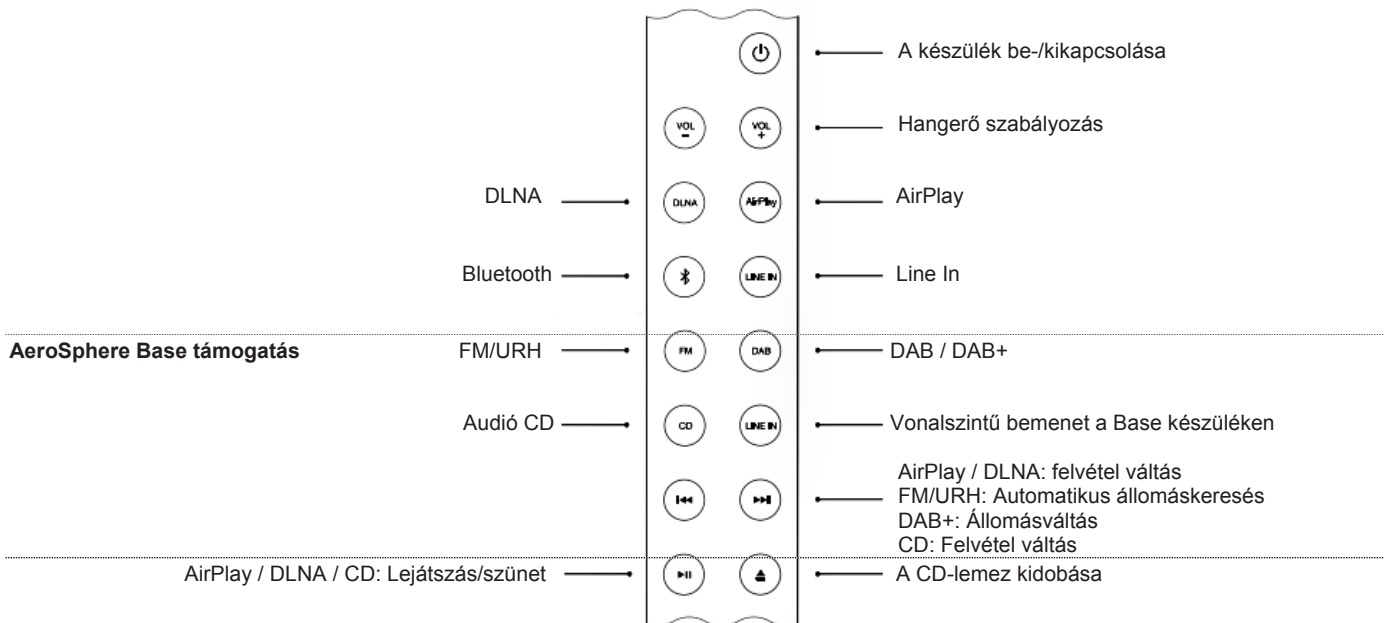 A készülék be-/kikapcsolása
VOL –
VOL +
Hangerő szabályozás
DLNA
DLNA
AirPlay
AirPlay
Bluetooth
LINE IN
Line In
AeroSphere Base támogatás
FM/URH
FM
DAB
DAB / DAB+
Audió CD
CD
LINE IN
Vonalszintű bemenet a Base készüléken
AirPlay / DLNA: felvétel váltás
FM/URH: Automatikus állomáskeresés
DAB+: Állomásváltás
CD: Felvétel váltás
AirPlay / DLNA / CD: Lejátszás/szünet
A CD-lemez kidobása